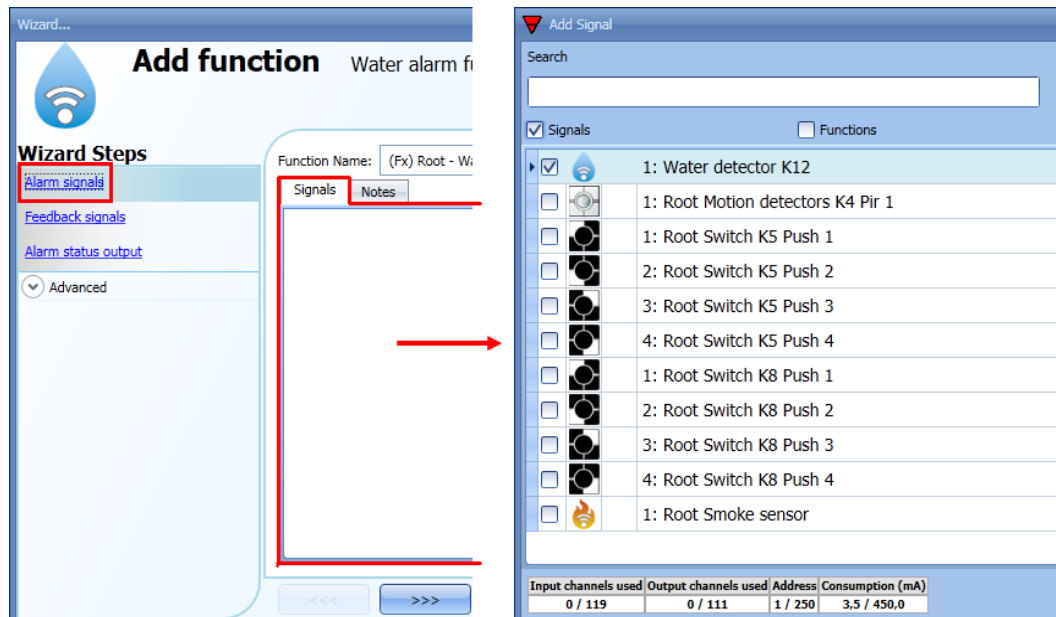 Wizard...
Add function Water alarm fu
Wizard Steps
Alarm signals
Feedback signals
Alarm status output
Advanced
Function Name: (Fx) Root - Wa
Signals Notes
<<< >>>
Add Signal
Search
Signals Functions
1: Water detector K12
1: Root Motion detectors K4 Pir 1
1: Root Switch K5 Push 1
2: Root Switch K5 Push 2
3: Root Switch K5 Push 3
4: Root Switch K5 Push 4
1: Root Switch K8 Push 1
2: Root Switch K8 Push 2
3: Root Switch K8 Push 3
4: Root Switch K8 Push 4
1: Root Smoke sensor
Input channels used Output channels used Address Consumption (mA)
0 / 119 0 / 111 1 / 250 3,5 / 450,0